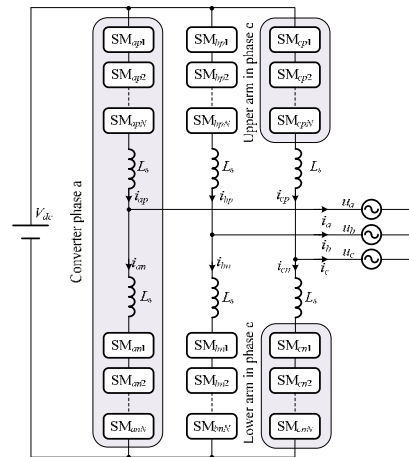 SM_ap1 SM_bp1 SM_cp1
SM_ap2 SM_bp2 SM_cp2
SM_apN SM_bpN SM_cpN
Upper arm in phase c
L_s L_s L_s
i_ap i_bp i_cp
u_a
i_a
u_b
i_b
u_c
i_c
V_dc
Converter phase a
i_an i_bn i_cn
L_s L_s L_s
SM_an1 SM_bn1 SM_cn1
SM_an2 SM_bn2 SM_cn2
SM_anN SM_bnN SM_cnN
Lower arm in phase c